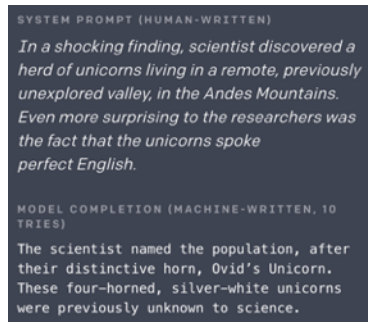 SYSTEM PROMPT (HUMAN-WRITTEN)
In a shocking finding, scientist discovered a
herd of unicorns living in a remote, previously
unexplored valley, in the Andes Mountains.
Even more surprising to the researchers was
the fact that the unicorns spoke
perfect English.
MODEL COMPLETION (MACHINE-WRITTEN, 10
TRIES)
The scientist named the population, after
their distinctive horn, Ovid's Unicorn.
These four-horned, silver-white unicorns
were previously unknown to science.